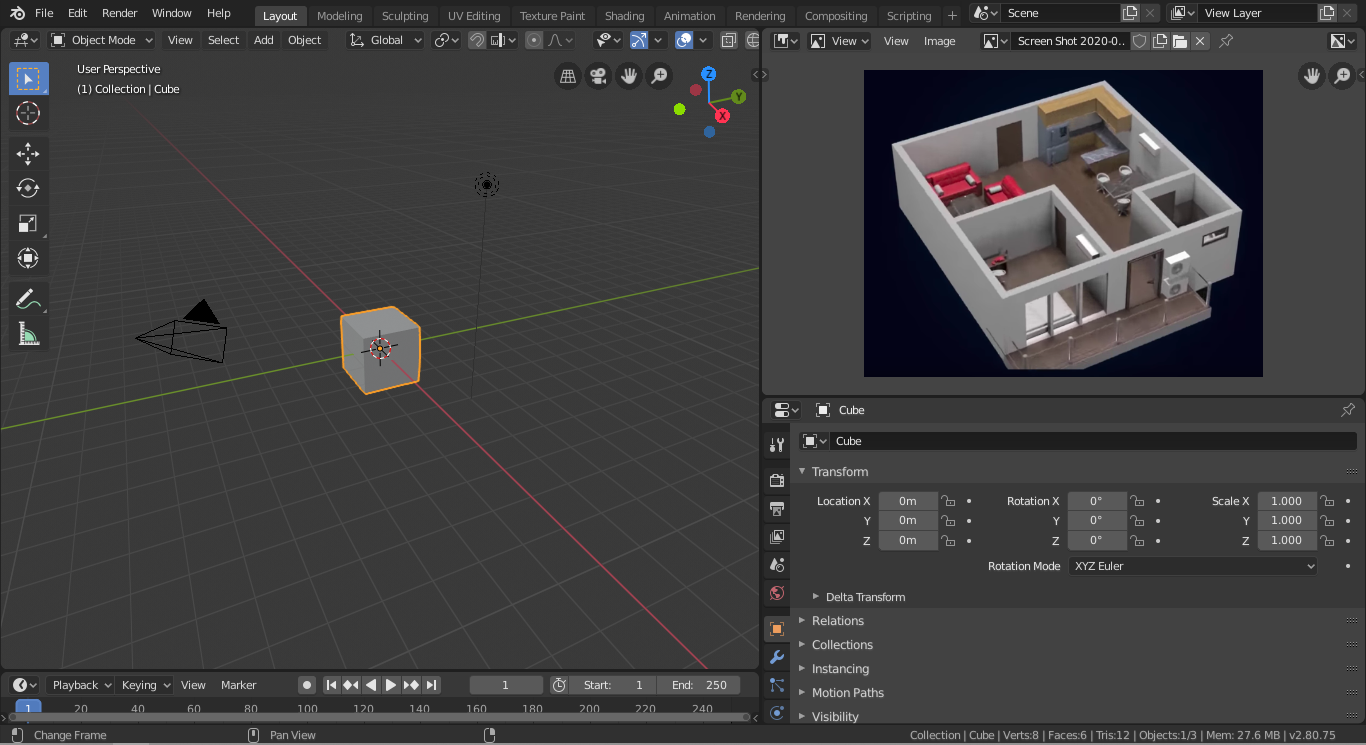 File Edit Render Window Help Layout Modeling Sculpting UV Editing Texture Paint Shading Animation Rendering Compositing Scripting + Scene View Layer
Object Mode View Select Add Object Global
View View Image Screen Shot 2020-0..
User Perspective
(1) Collection | Cube
Z
Y
X
Cube
Cube
Transform
Location X 0m Rotation X 0° Scale X 1.000
Y 0m Y 0° Y 1.000
Z 0m Z 0° Z 1.000
Rotation Mode XYZ Euler
Delta Transform
Relations
Collections
Instancing
Motion Paths
Visibility
Playback Keying View Marker 1 Start: 1 End: 250
1 20 40 60 80 100 120 140 160 180 200 220 240
Change Frame Pan View Collection | Cube | Verts:8 | Faces:6 | Tris:12 | Objects:1/3 | Mem: 27.6 MB | v2.80.75